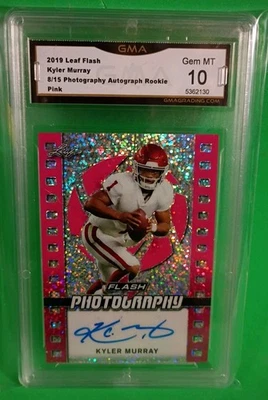 GMA
2019 Leaf Flash
Kyler Murray
8/15 Photography Autograph Rookie
Pink
Gem MT
10
5362130
GMAGRADING.COM
1
FLASH
PHOTOGRAPHY
KYLER MURRAY